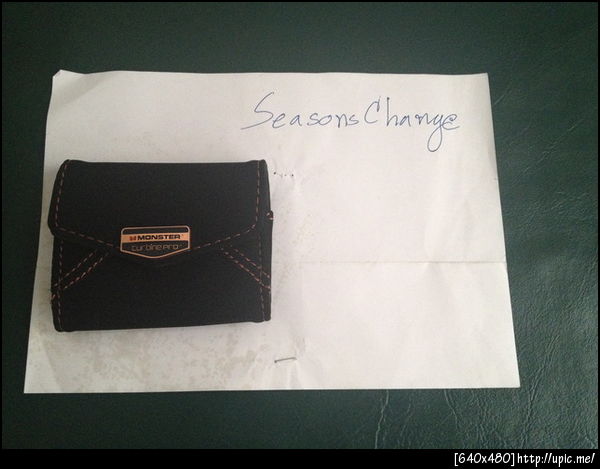 SeasonsChange
MONSTER
turbine pro
[640x480]http://upic.me/